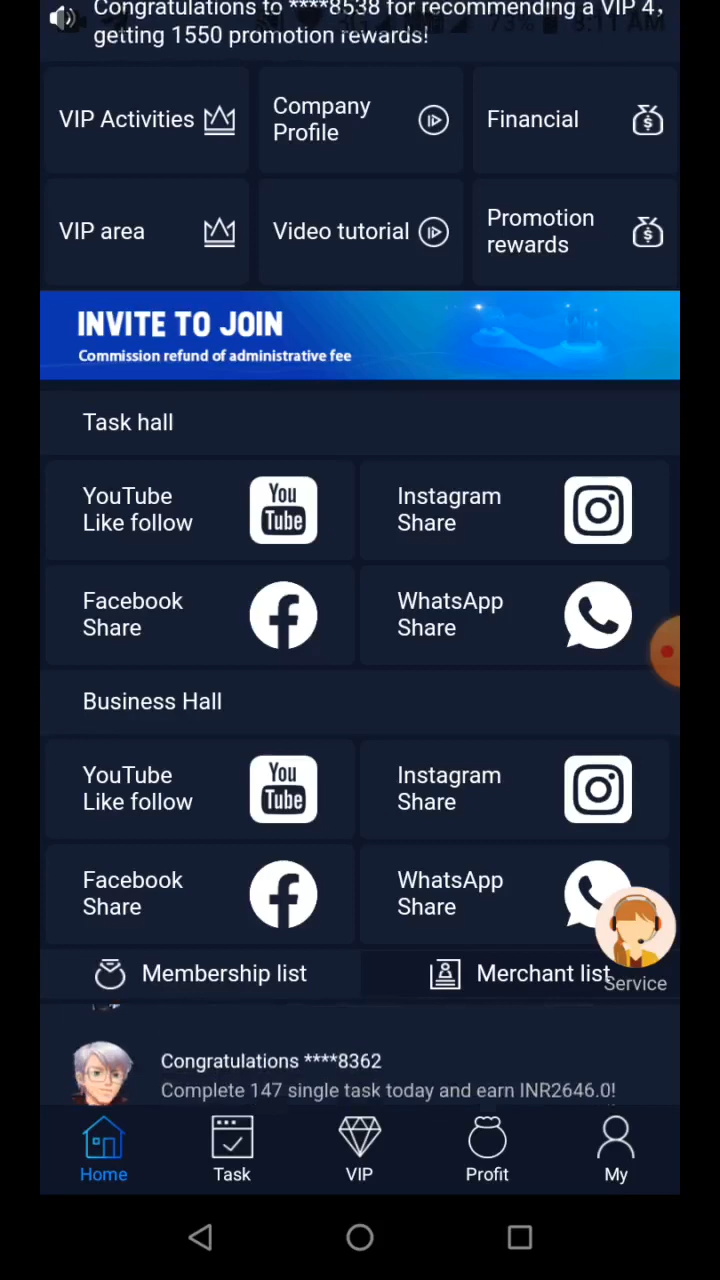 Congratulations to ****8538 for recommending a VIP 4,
getting 1550 promotion rewards!
73% 8:11 AM
VIP Activities
Company
Profile
Financial
VIP area
Video tutorial
Promotion
rewards
INVITE TO JOIN
Commission refund of administrative fee
Task hall
YouTube
Like follow
You
Tube
Instagram
Share
Facebook
Share
WhatsApp
Share
Business Hall
YouTube
Like follow
You
Tube
Instagram
Share
Facebook
Share
WhatsApp
Share
Membership list
Merchant list
Service
Congratulations ****8362
Complete 147 single task today and earn INR2646.0!
Home
Task
VIP
Profit
My